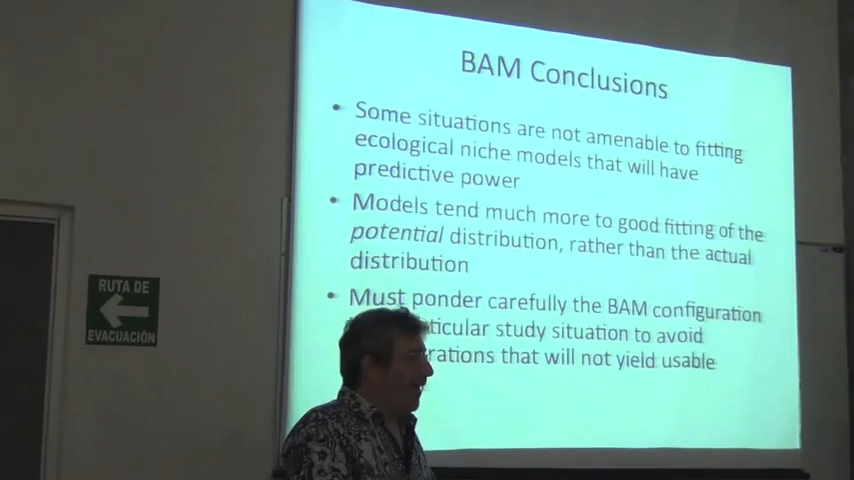 BAM Conclusions
• Some situations are not amenable to fitting
ecological niche models that will have
predictive power
• Models tend much more to good fitting of the
potential distribution, rather than the actual
distribution
• Must ponder carefully the BAM configuration
study situation to avoid
that will not yield usable
RUTA DE
EVACUACIÓN